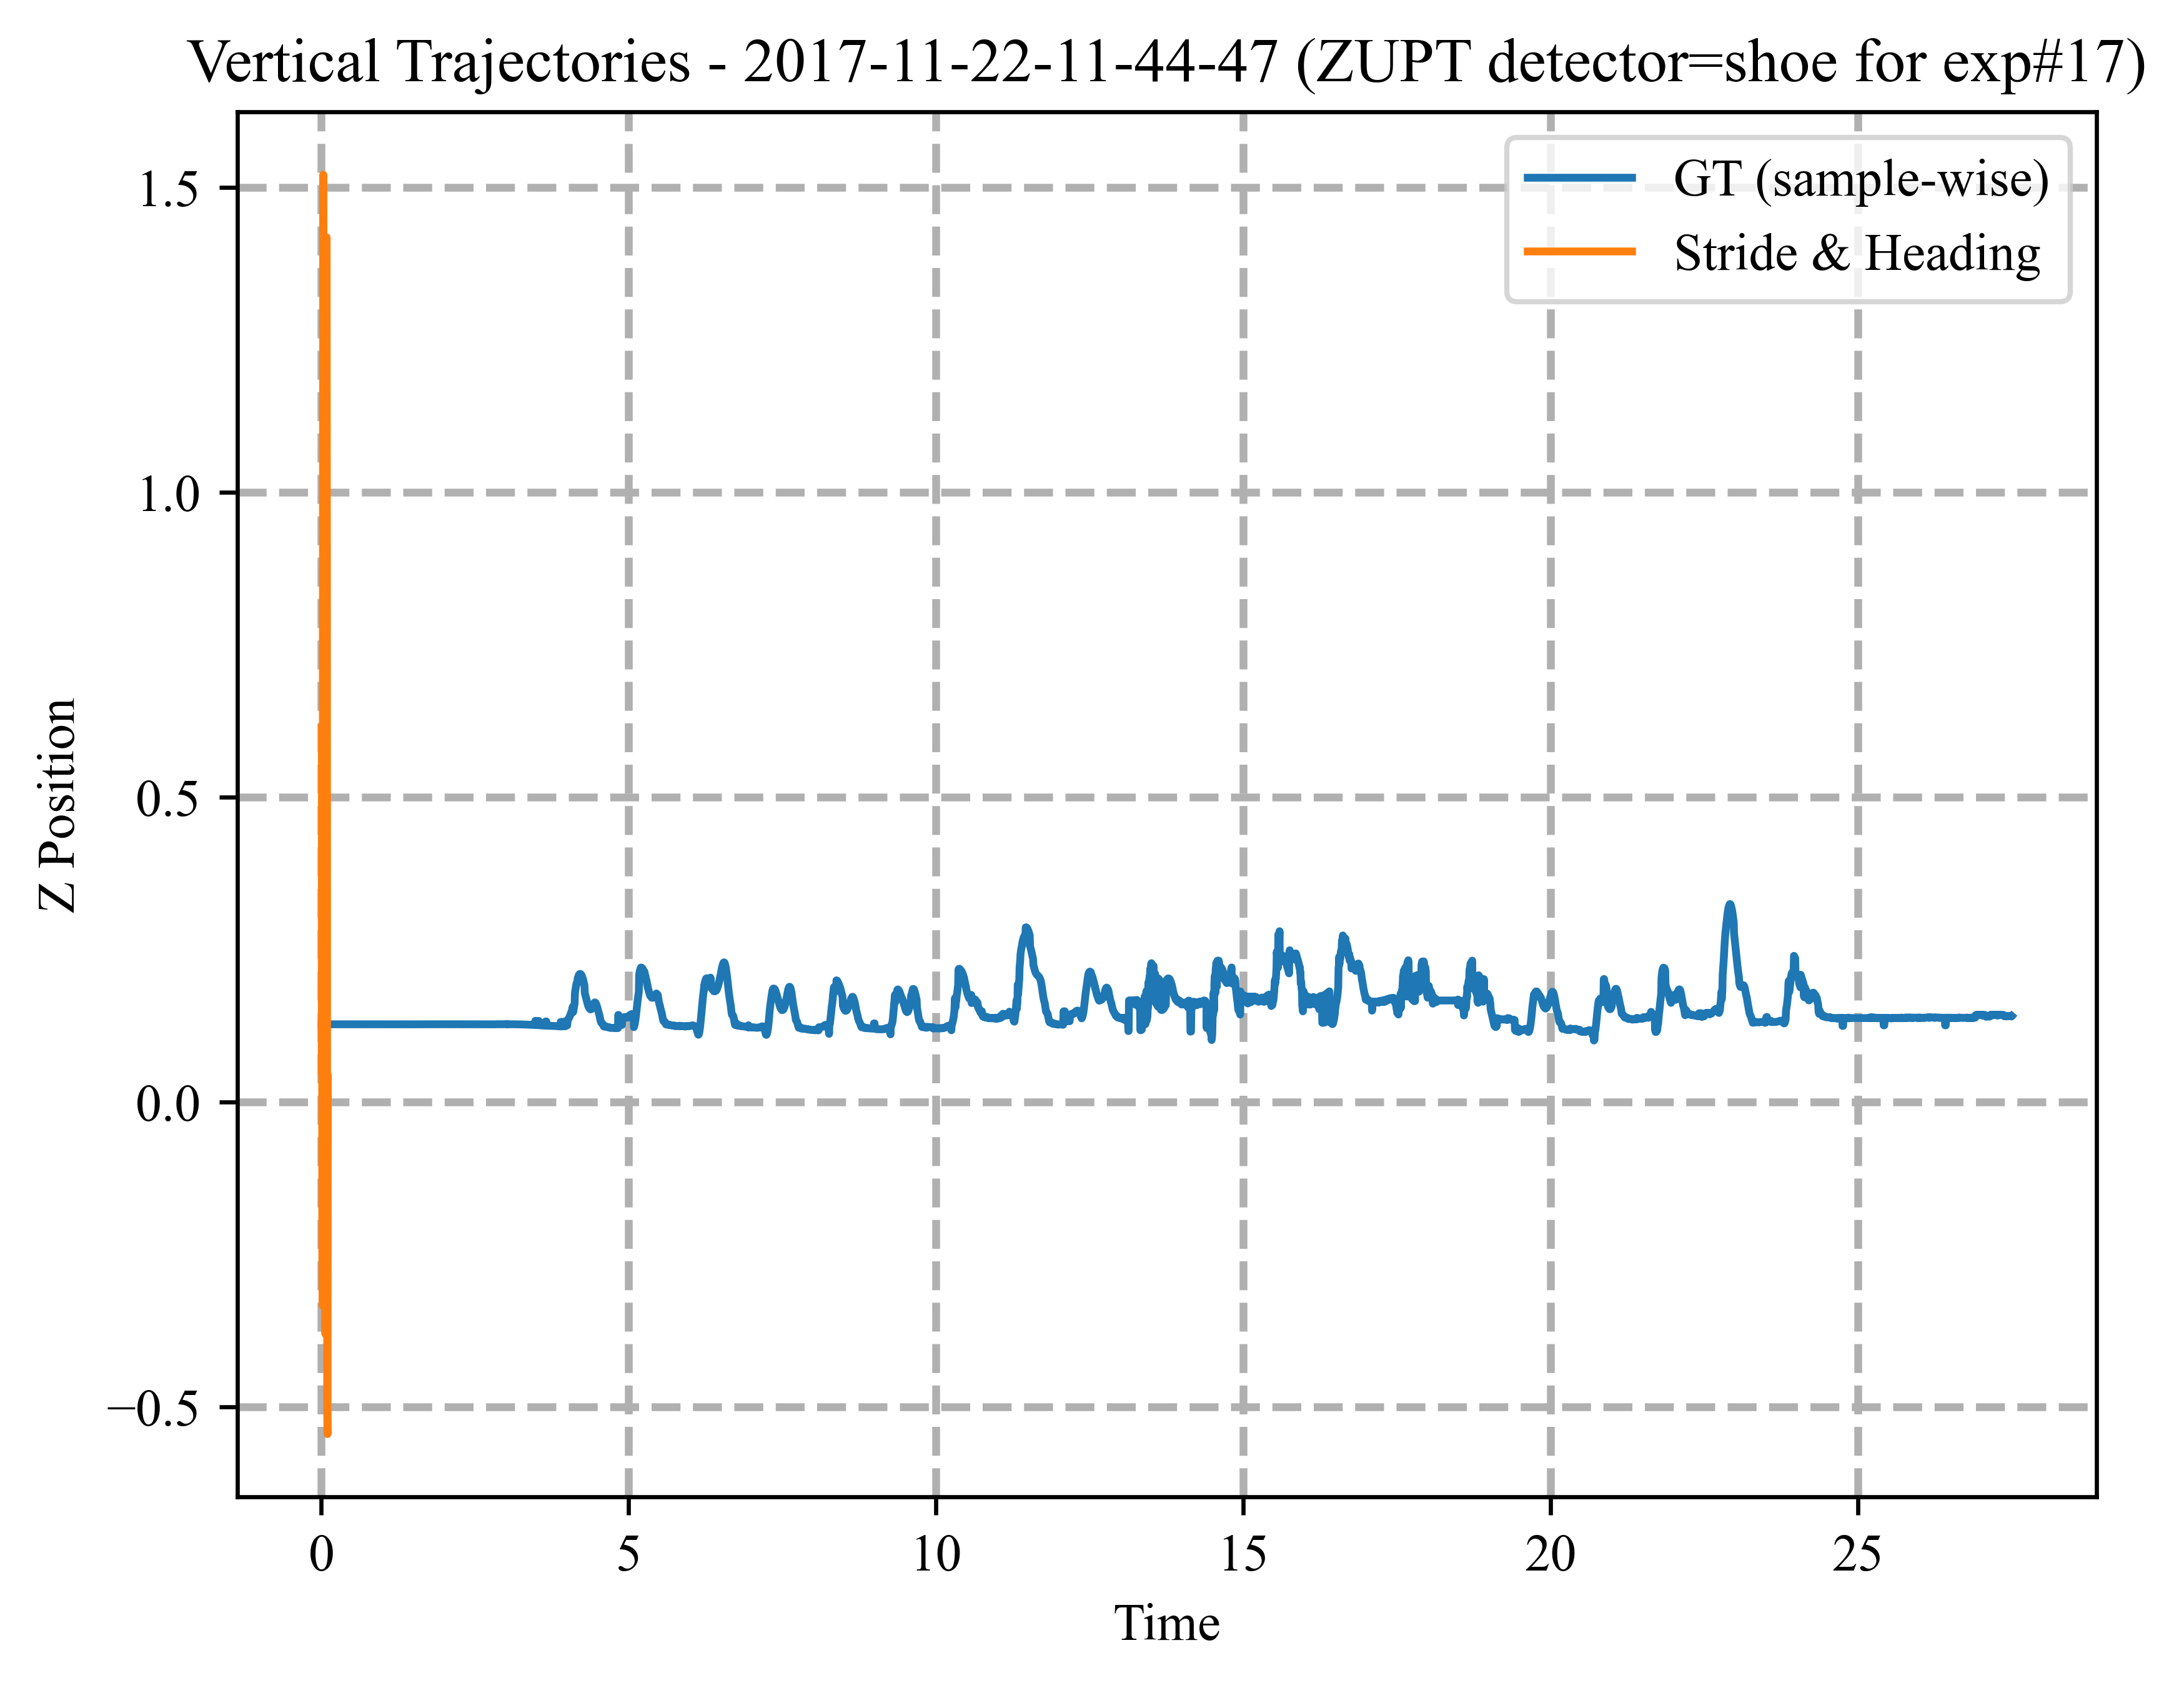 Vertical Trajectories - 2017-11-22-11-44-47 (ZUPT detector=shoe for exp#17)
GT (sample-wise)
Stride & Heading
1.5
1.0
0.5
0.0
−0.5
Z Position
0 5 10 15 20 25
Time